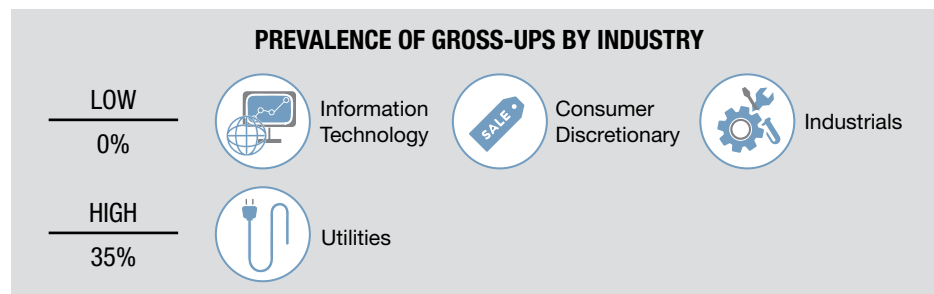 PREVALENCE OF GROSS-UPS BY INDUSTRY
LOW
0%
Information
Technology
SALE
Consumer
Discretionary
Industrials
HIGH
35%
Utilities